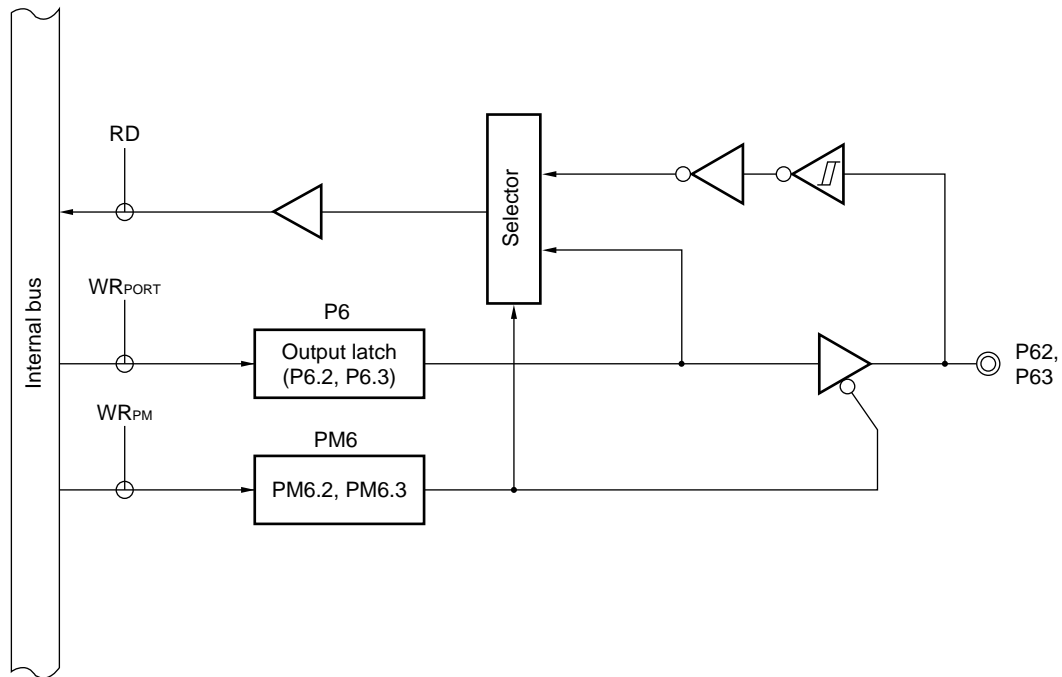 RD
Selector
WRPORT
P6
Output latch
(P6.2, P6.3)
P62,
P63
Internal bus
WRPM
PM6
PM6.2, PM6.3